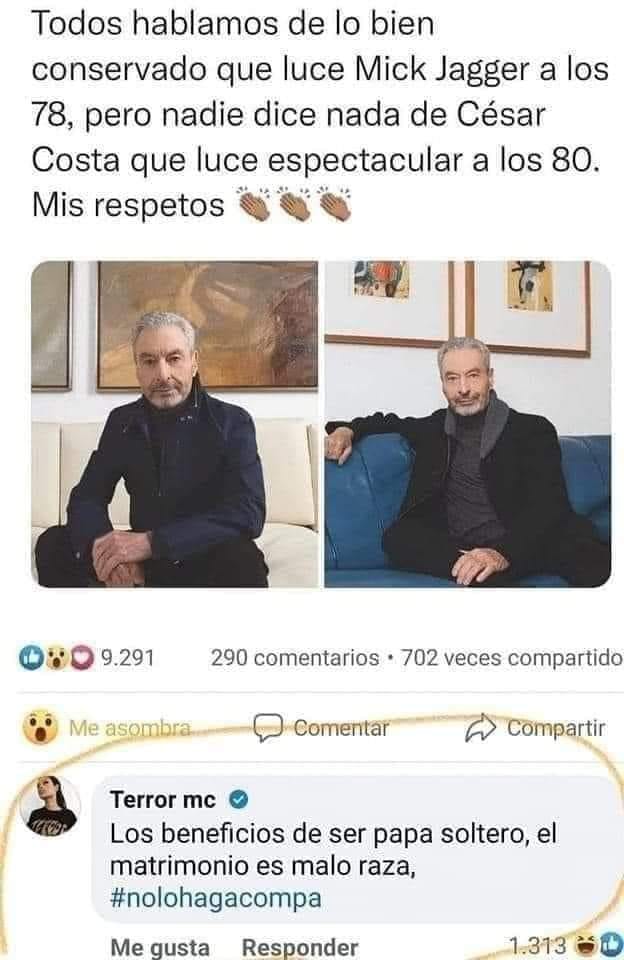 Todos hablamos de lo bien
conservado que luce Mick Jagger a los
78, pero nadie dice nada de César
Costa que luce espectacular a los 80.
Mis respetos 👏🏽👏🏽👏🏽
9.291 290 comentarios • 702 veces compartido
Me asombra Comentar Compartir
Terror mc
Los beneficios de ser papa soltero, el
matrimonio es malo raza,
#nolohagacompa
Me gusta Responder 1.313